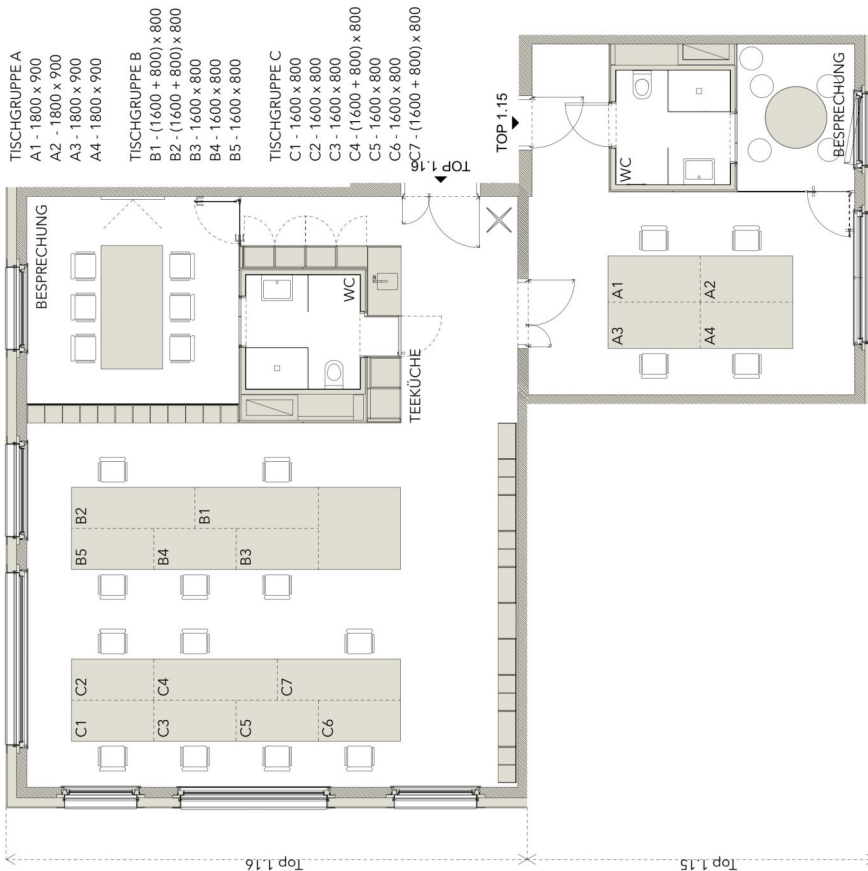 TISCHGRUPPE A
A1 - 1800 x 900
A2 - 1800 x 900
A3 - 1800 x 900
A4 - 1800 x 900
TISCHGRUPPE B
B1 - (1600 + 800) x 800
B2 - (1600 + 800) x 800
B3 - 1600 x 800
B4 - 1600 x 800
B5 - 1600 x 800
TISCHGRUPPE C
C1 - 1600 x 800
C2 - 1600 x 800
C3 - 1600 x 800
C4 - (1600 + 800) x 800
C5 - 1600 x 800
C6 - 1600 x 800
C7 - (1600 + 800) x 800
BESPRECHUNG
WC
TEEKÜCHE
TOP 1.16
TOP 1.15
WC
BESPRECHUNG
B2
B1
B5
B4
B3
C2
C4
C7
C1
C3
C5
C6
A1
A2
A3
A4
Top 1.16
Top 1.15